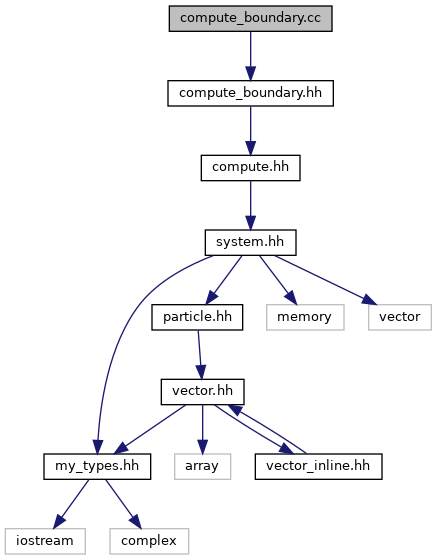 compute_boundary.cc
compute_boundary.hh
compute.hh
system.hh
particle.hh
memory
vector
vector.hh
my_types.hh
array
vector_inline.hh
iostream
complex